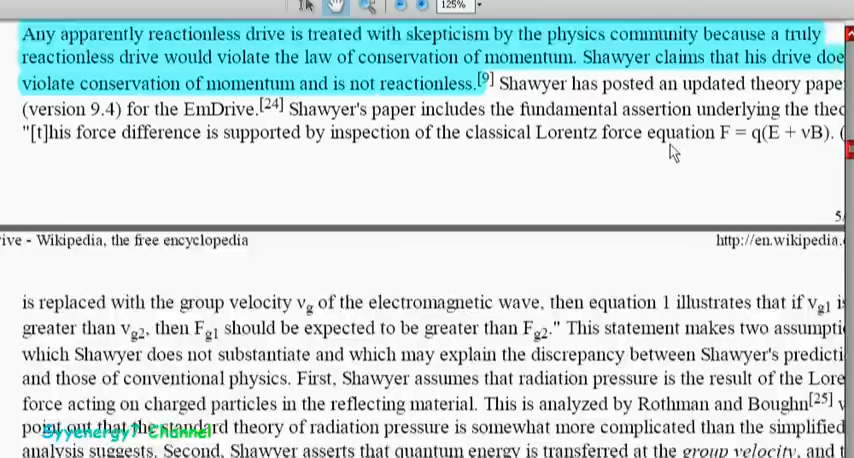 125%
Any apparently reactionless drive is treated with skepticism by the physics community because a truly
reactionless drive would violate the law of conservation of momentum. Shawyer claims that his drive doe
violate conservation of momentum and is not reactionless.[9] Shawyer has posted an updated theory pape
(version 9.4) for the EmDrive.[24] Shawyer's paper includes the fundamental assertion underlying the theo
"[t]his force difference is supported by inspection of the classical Lorentz force equation F = q(E + vB). (
5/
ive - Wikipedia, the free encyclopedia http://en.wikipedia.
is replaced with the group velocity vg of the electromagnetic wave, then equation 1 illustrates that if vg1 is
greater than vg2, then Fg1 should be expected to be greater than Fg2." This statement makes two assumpti
which Shawyer does not substantiate and which may explain the discrepancy between Shawyer's predicti
and those of conventional physics. First, Shawyer assumes that radiation pressure is the result of the Lore
force acting on charged particles in the reflecting material. This is analyzed by Rothman and Boughn[25]
point out that the standard theory of radiation pressure is somewhat more complicated than the simplified
Syyenergy7 Channel
analysis suggests. Second, Shawyer asserts that quantum energy is transferred at the group velocity, and